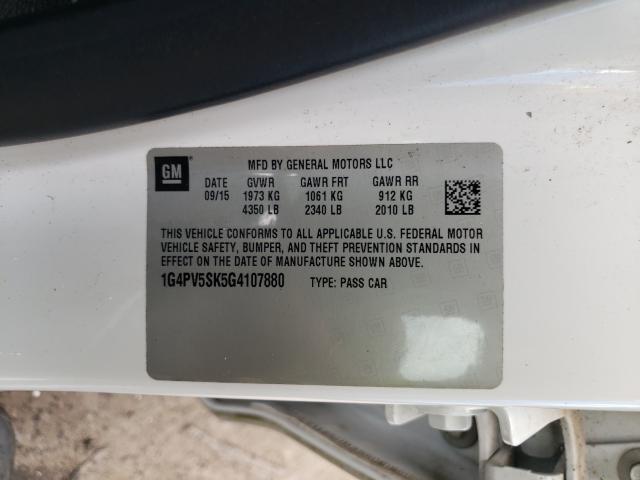 GM MFD BY GENERAL MOTORS LLC
DATE GVWR GAWR FRT GAWR RR
09/15 1973 KG 1061 KG 912 KG
4350 LB 2340 LB 2010 LB
THIS VEHICLE CONFORMS TO ALL APPLICABLE U.S. FEDERAL MOTOR
VEHICLE SAFETY, BUMPER, AND THEFT PREVENTION STANDARDS IN
EFFECT ON THE DATE OF MANUFACTURE SHOWN ABOVE.
1G4PV5SK5G4107880 TYPE: PASS CAR